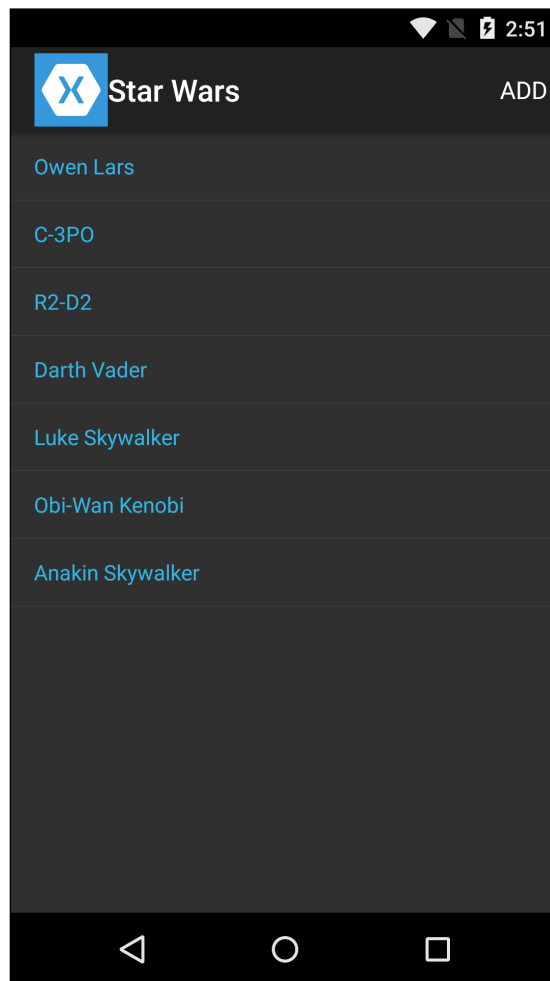 2:51
Star Wars
ADD
Owen Lars
C-3PO
R2-D2
Darth Vader
Luke Skywalker
Obi-Wan Kenobi
Anakin Skywalker